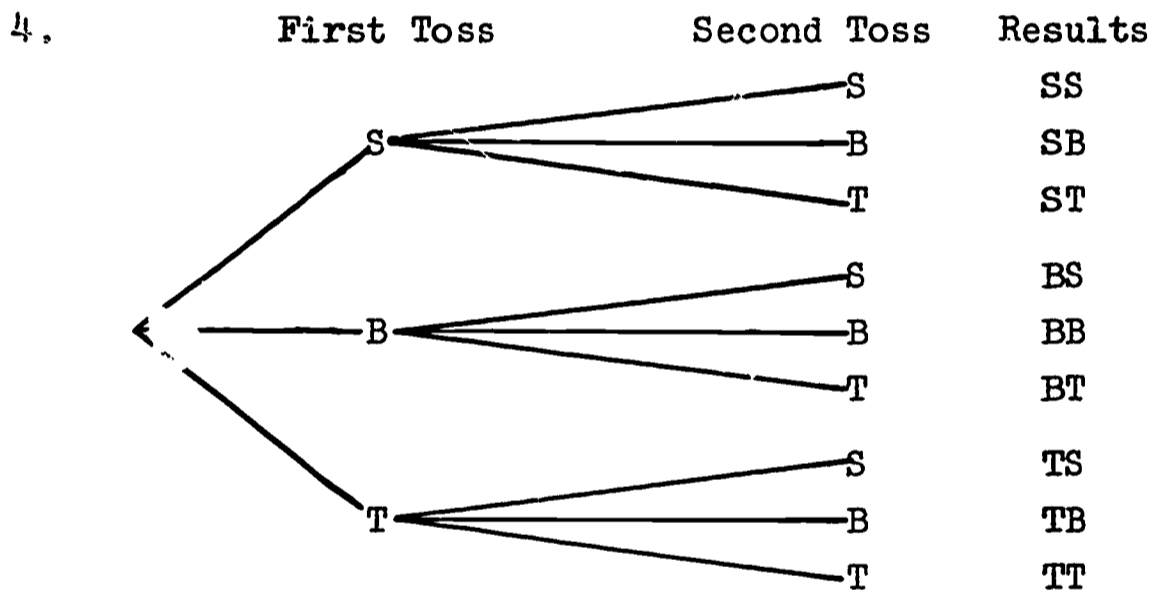 4. First Toss Second Toss Results
S SS
S B SB
T ST
S BS
B B BB
T BT
S TS
T B TB
T TT